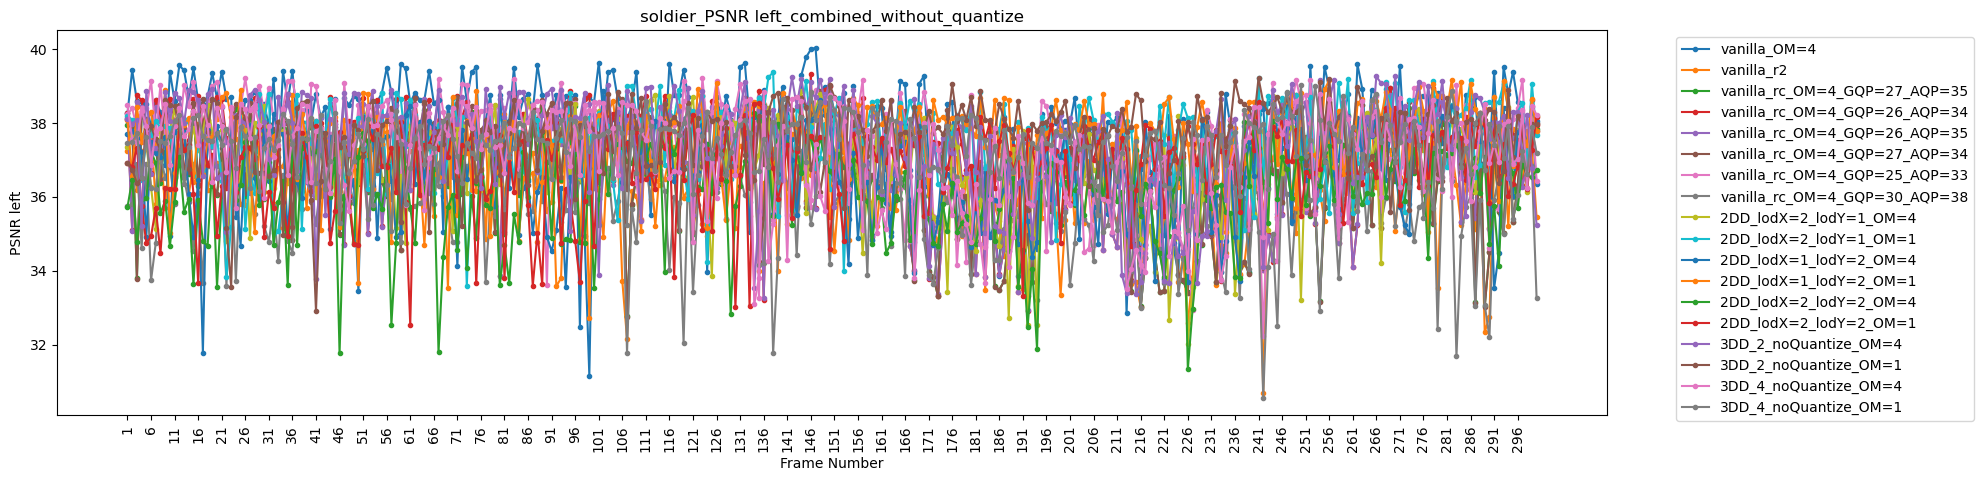 soldier_PSNR left_combined_without_quantize
PSNR left
40
38
36
34
32
1 6 11 16 21 26 31 36 41 46 51 56 61 66 71 76 81 86 91 96 101 106 111 116 121 126 131 136 141 146 151 156 161 166 171 176 181 186 191 196 201 206 211 216 221 226 231 236 241 246 251 256 261 266 271 276 281 286 291 296
Frame Number
vanilla_OM=4
vanilla_r2
vanilla_rc_OM=4_GQP=27_AQP=35
vanilla_rc_OM=4_GQP=26_AQP=34
vanilla_rc_OM=4_GQP=26_AQP=35
vanilla_rc_OM=4_GQP=27_AQP=34
vanilla_rc_OM=4_GQP=25_AQP=33
vanilla_rc_OM=4_GQP=30_AQP=38
2DD_lodX=2_lodY=1_OM=4
2DD_lodX=2_lodY=1_OM=1
2DD_lodX=1_lodY=2_OM=4
2DD_lodX=1_lodY=2_OM=1
2DD_lodX=2_lodY=2_OM=4
2DD_lodX=2_lodY=2_OM=1
3DD_2_noQuantize_OM=4
3DD_2_noQuantize_OM=1
3DD_4_noQuantize_OM=4
3DD_4_noQuantize_OM=1